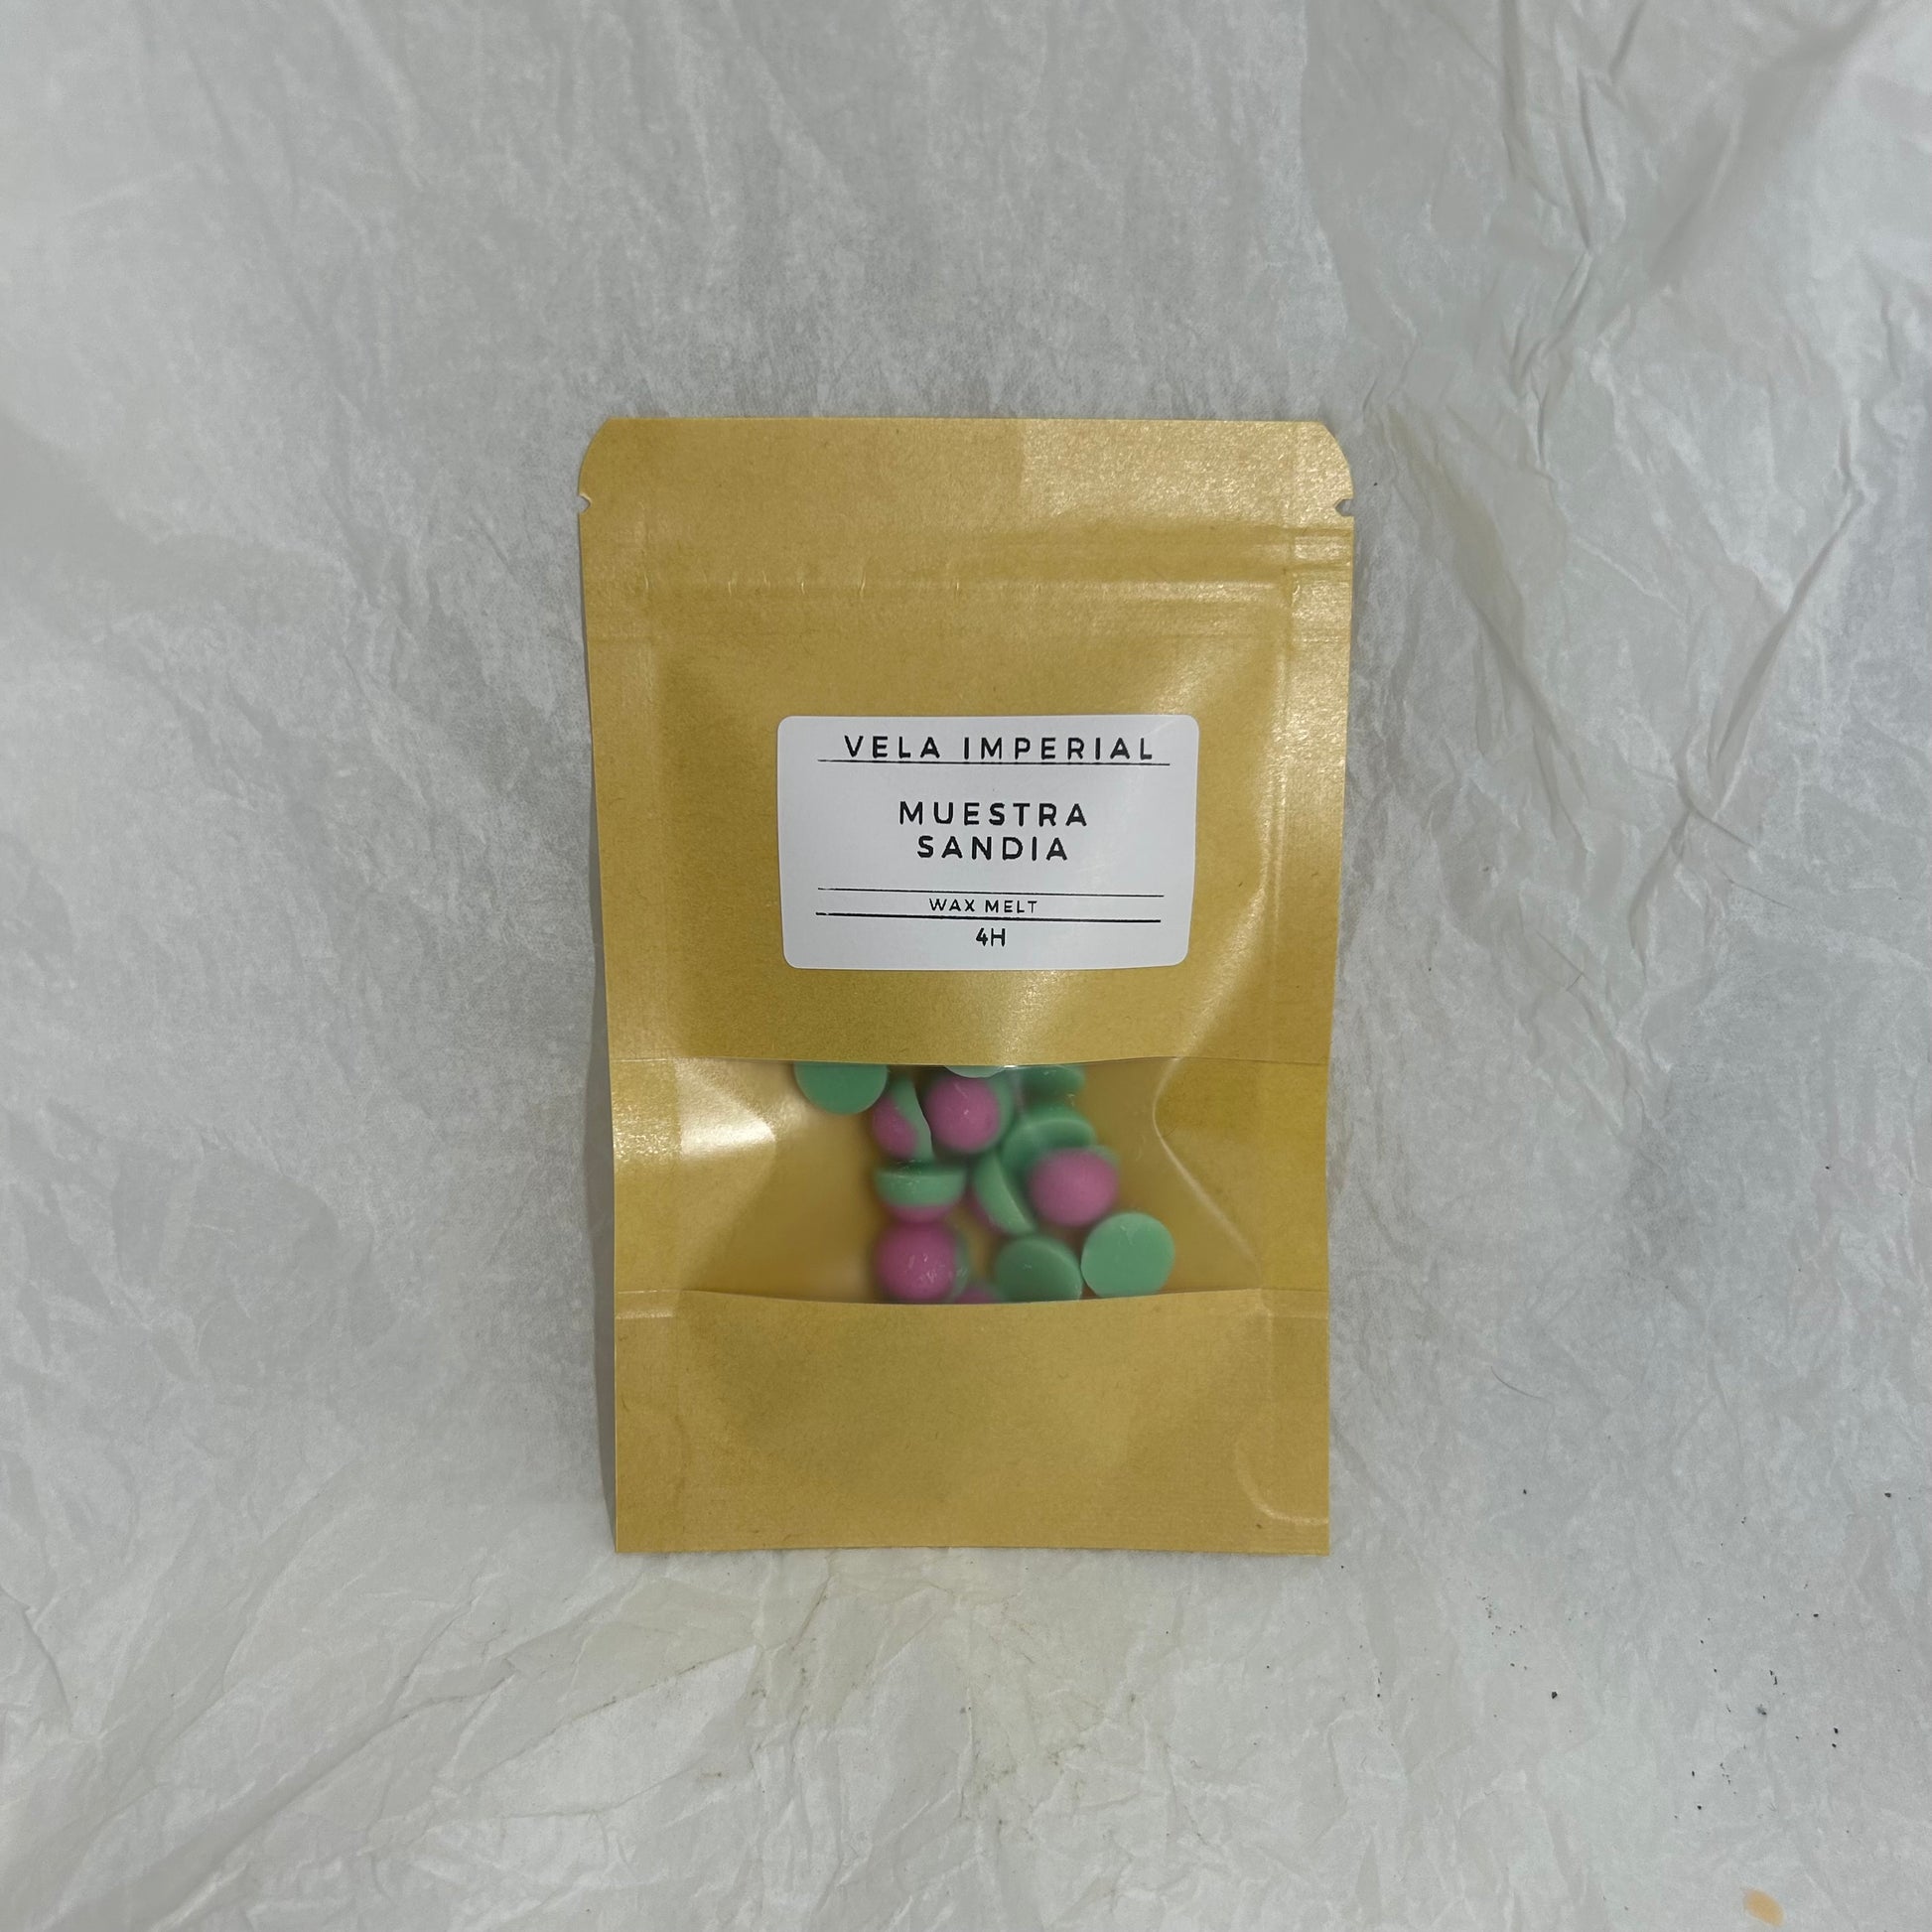 VELA IMPERIAL
MUESTRA
SANDIA
WAX MELT
4H